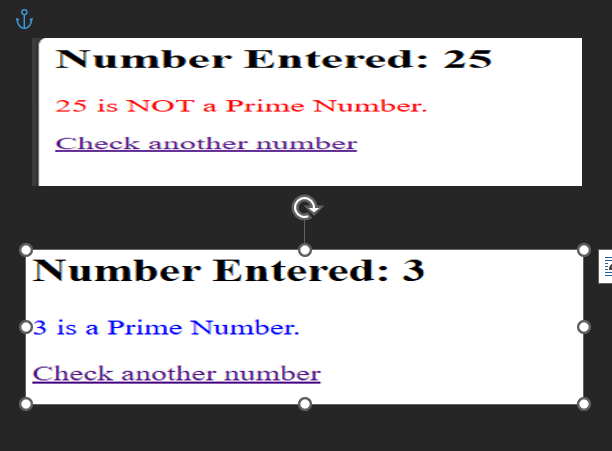 Number Entered: 25
25 is NOT a Prime Number.
Check another number
Number Entered: 3
3 is a Prime Number.
Check another number